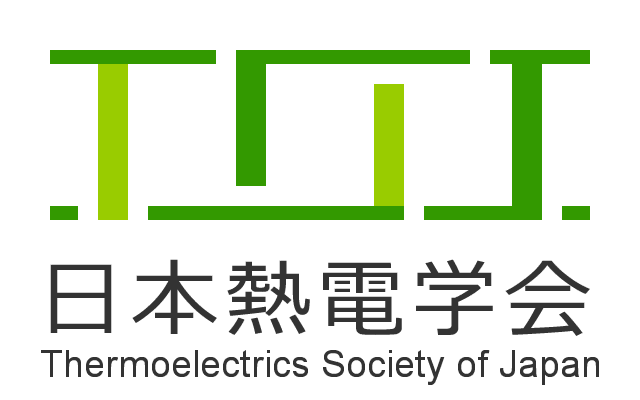 日本熱電学会
Thermoelectrics Society of Japan